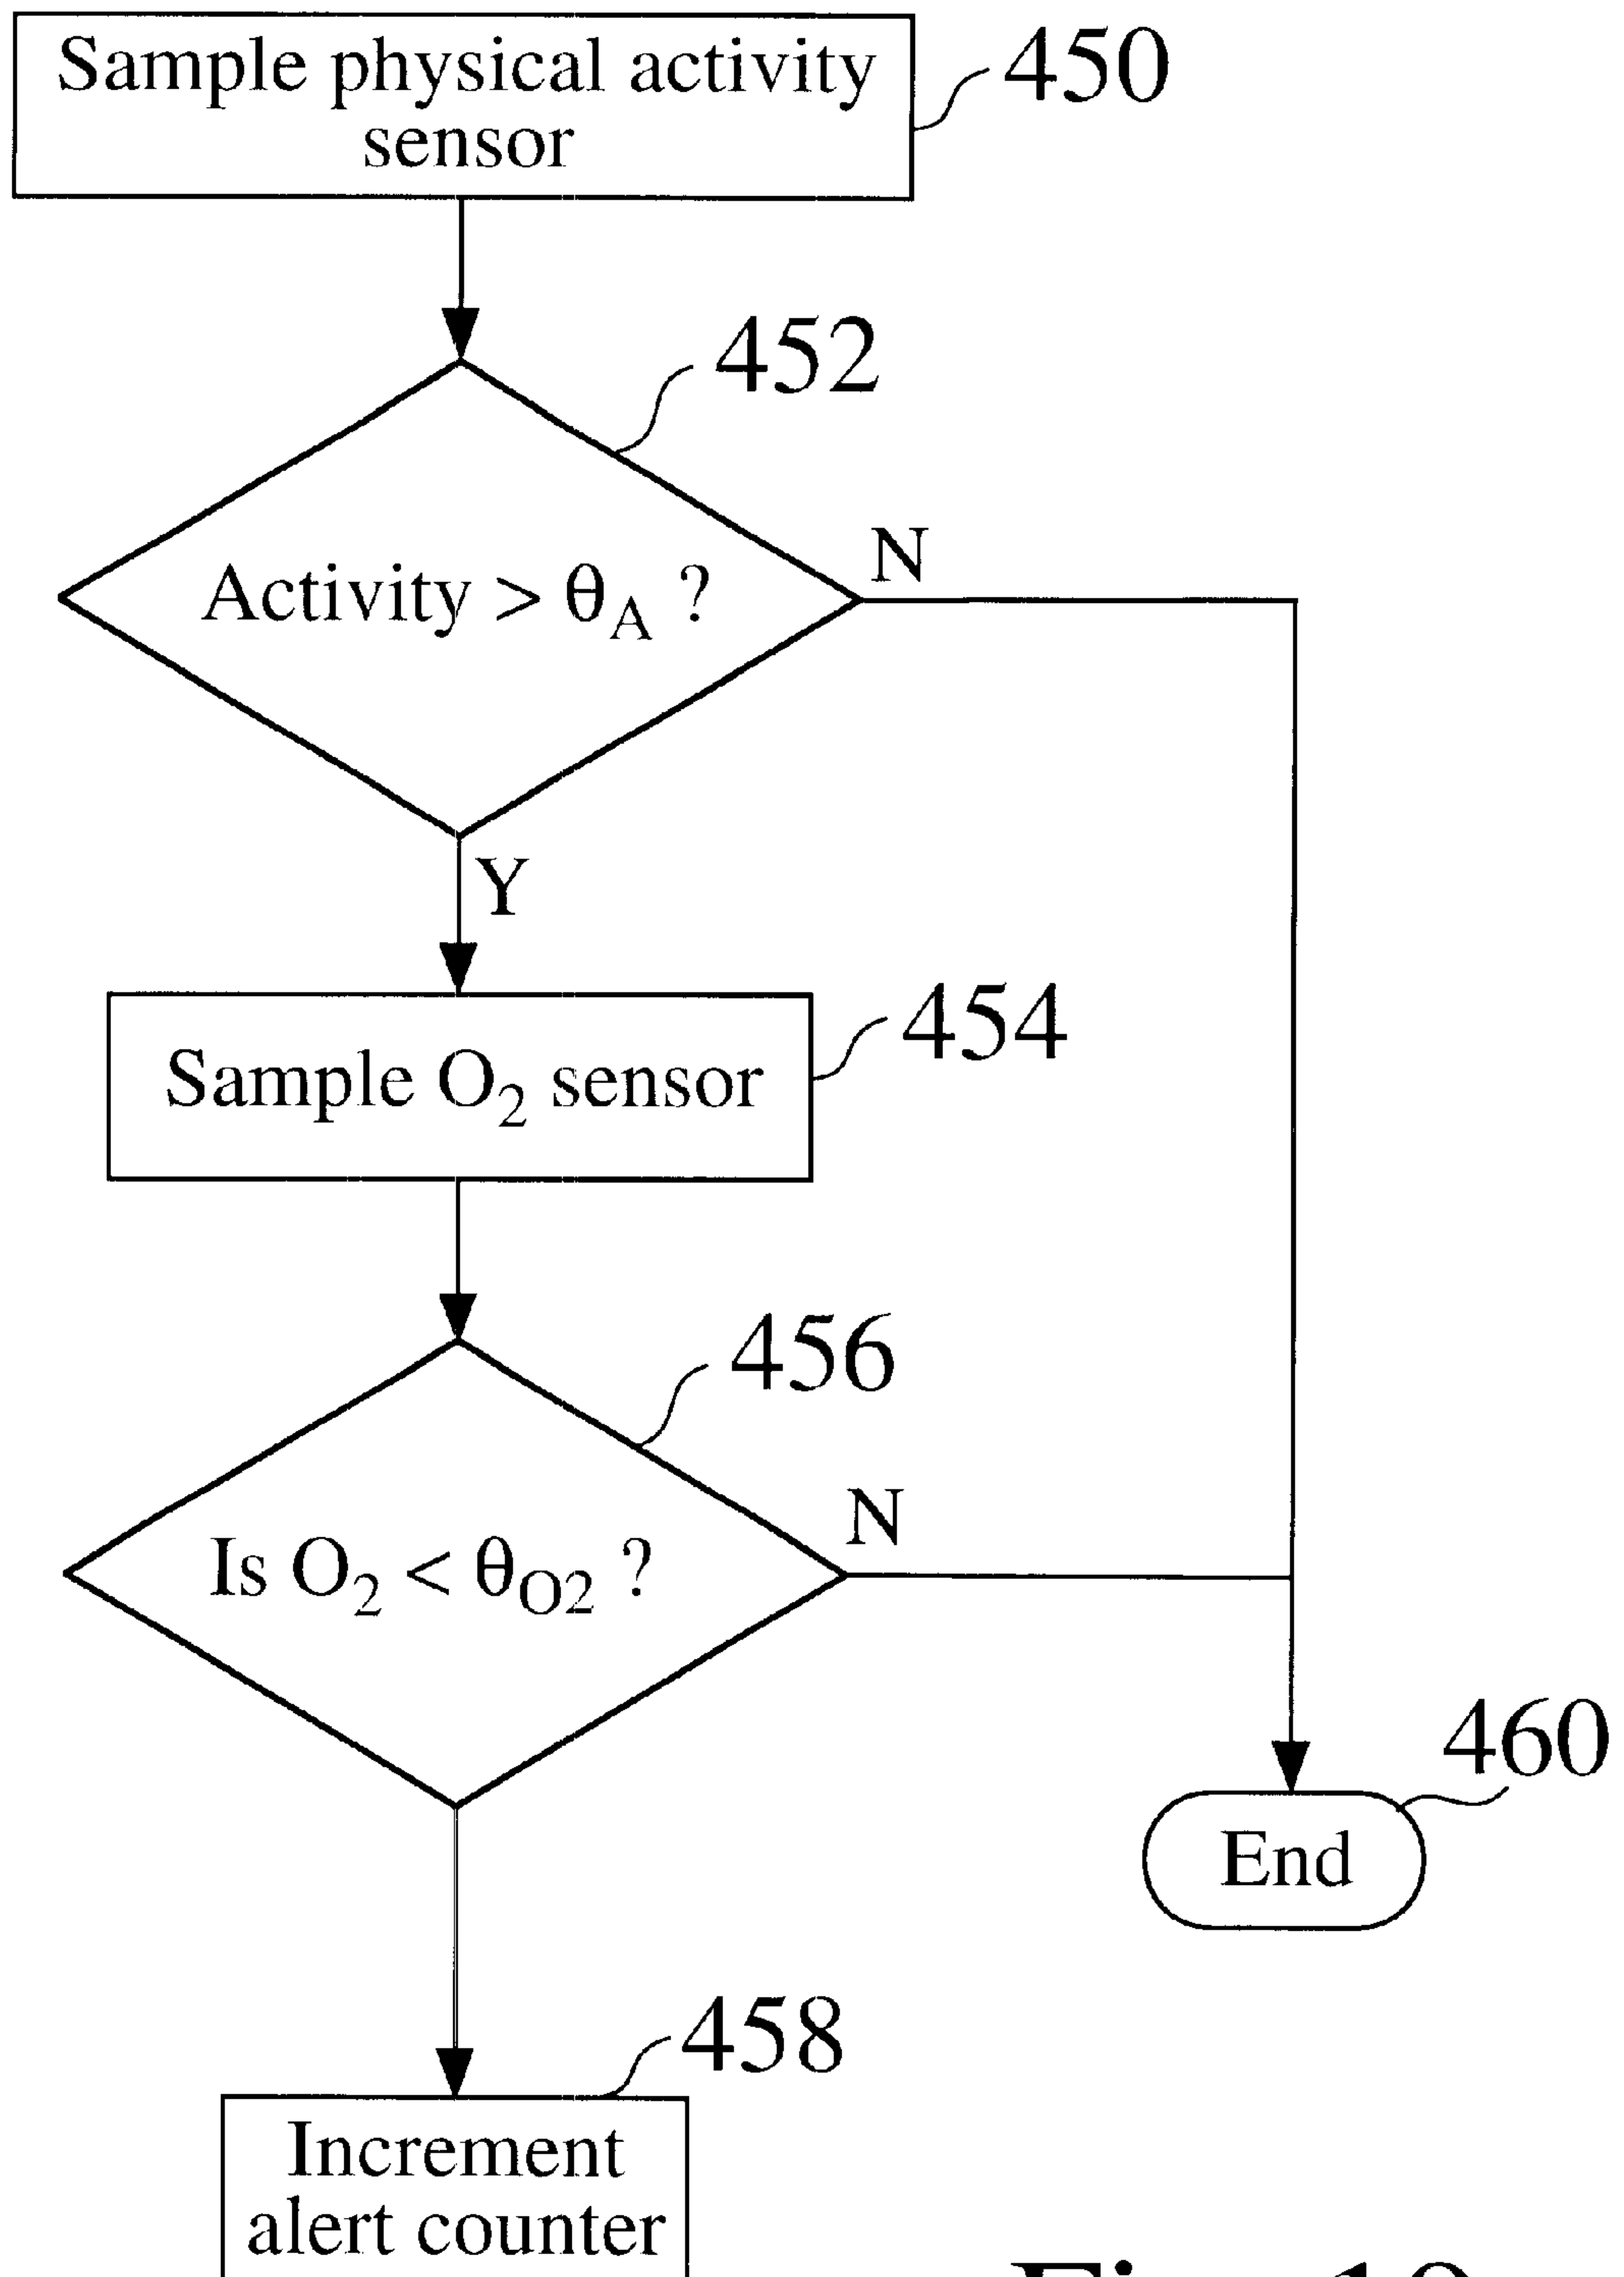 Sample physical activity
sensor
450
452
Activity > θA ?
N
Y
454
Sample O2 sensor
456
Is O2 < θO2 ?
N
460
End
458
Increment
alert counter